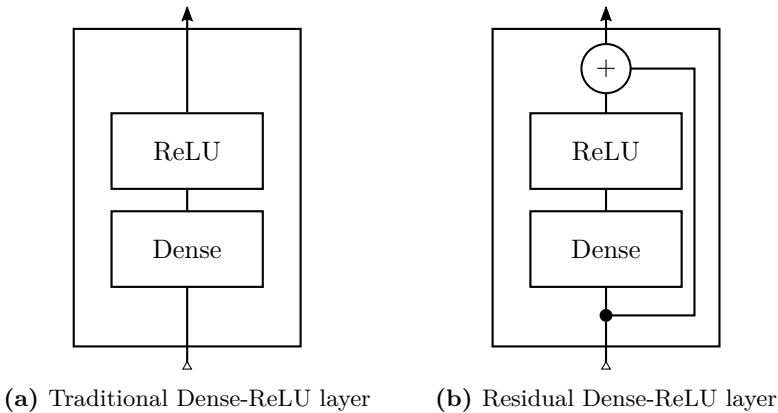 +
ReLU
ReLU
Dense
Dense
(a) Traditional Dense-ReLU layer
(b) Residual Dense-ReLU layer